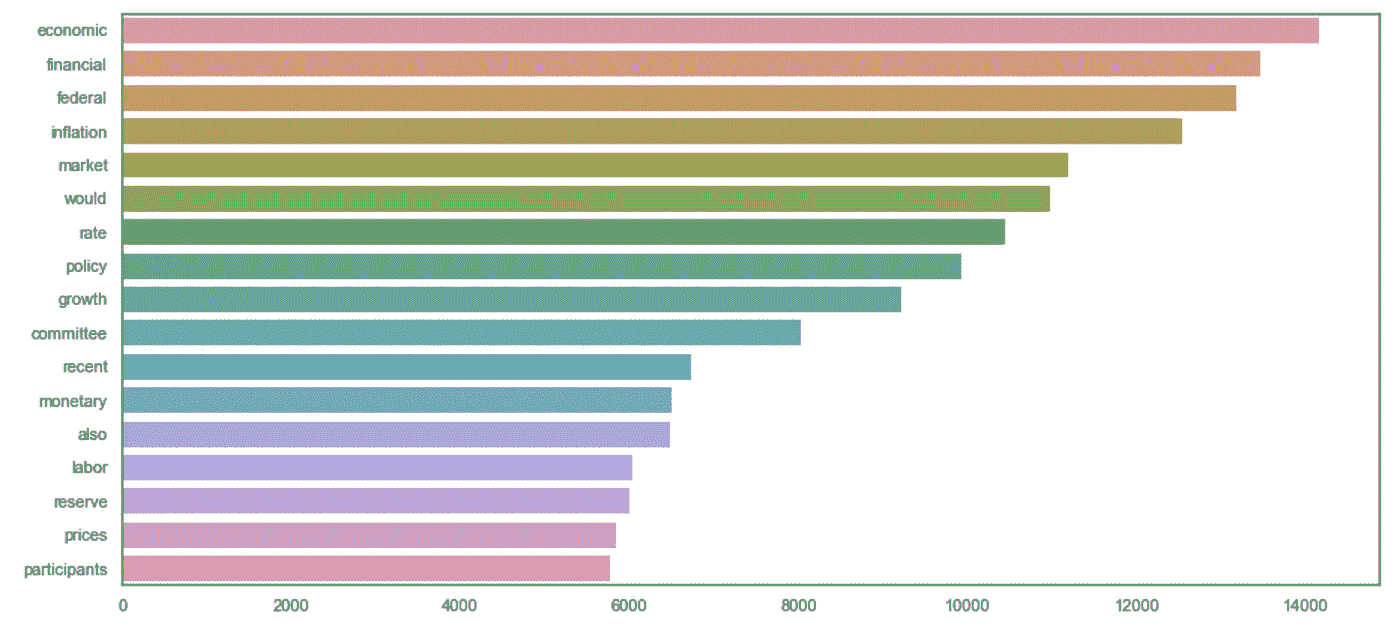 economic
financial
federal
inflation
market
would
rate
policy
growth
committee
recent
monetary
also
labor
reserve
prices
participants
0 2000 4000 6000 8000 10000 12000 14000